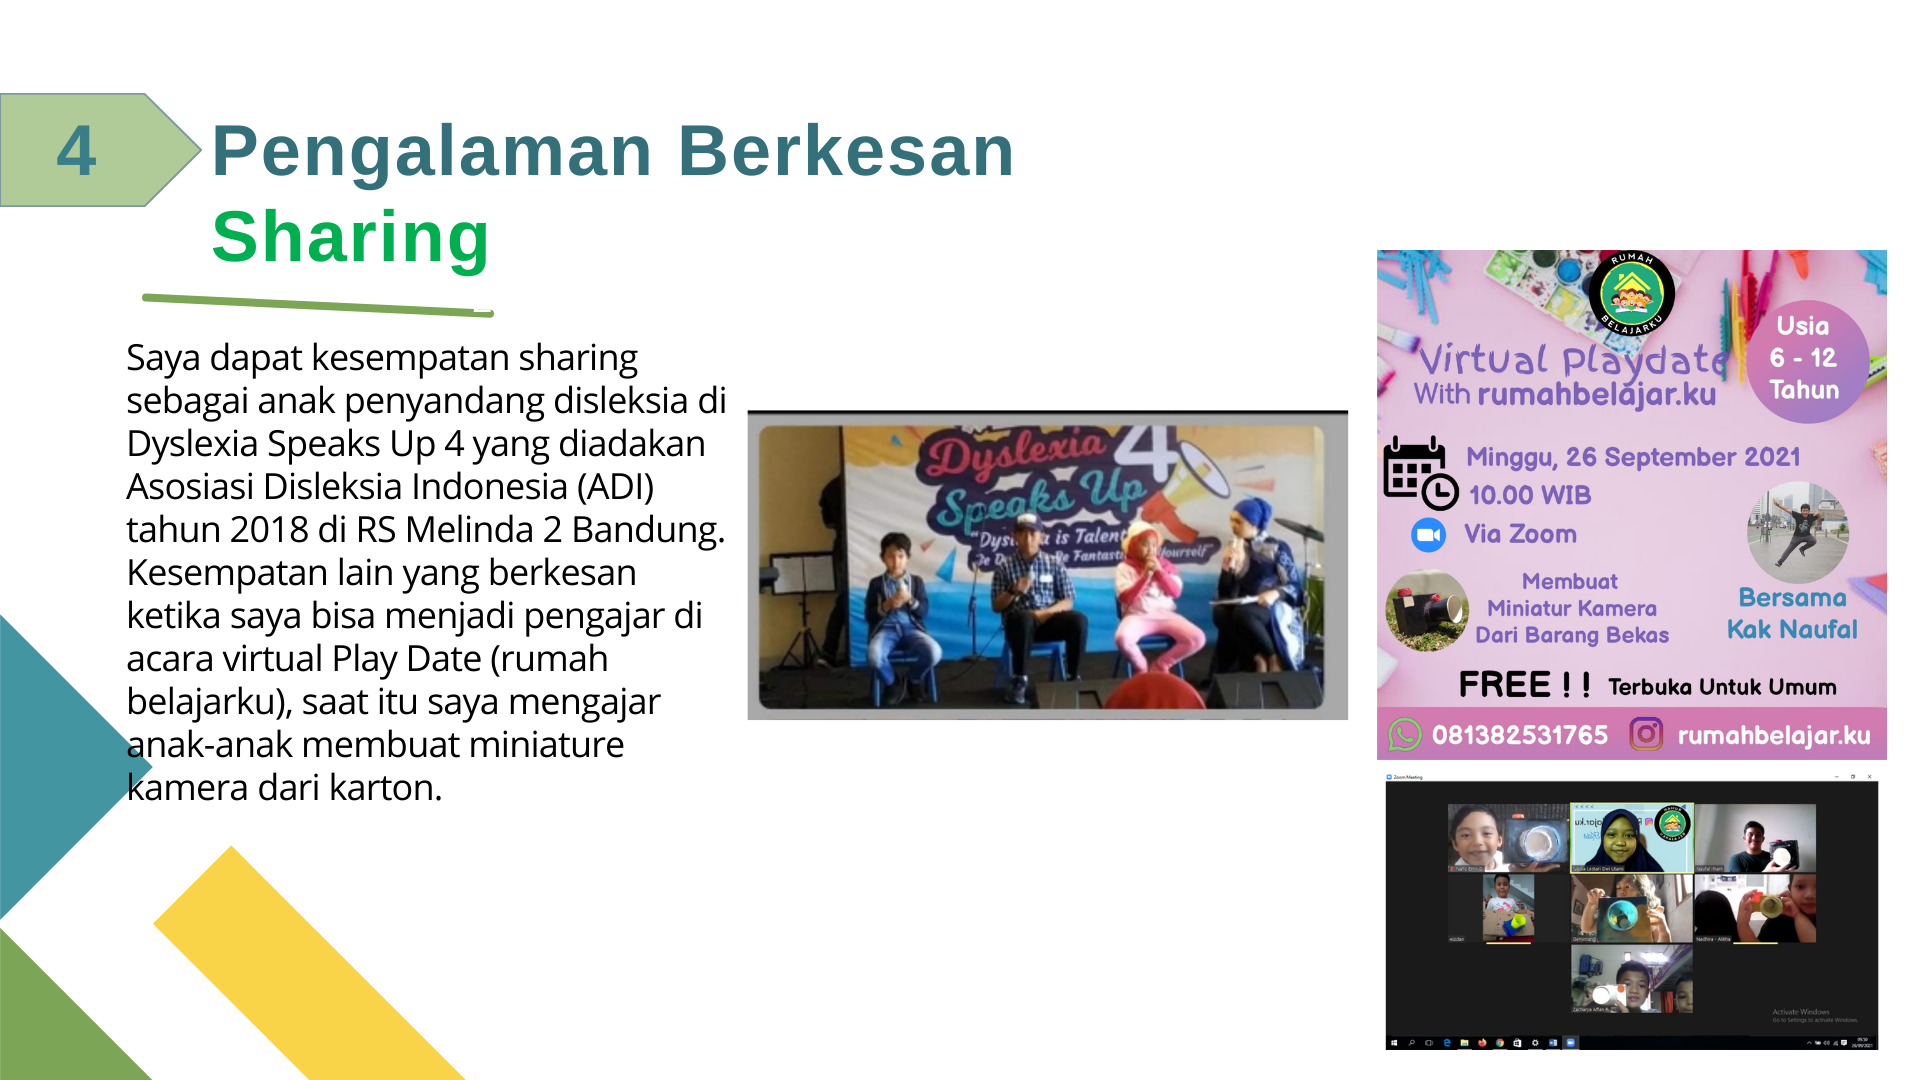 4
Pengalaman Berkesan
Sharing
Saya dapat kesempatan sharing
sebagai anak penyandang disleksia di
Dyslexia Speaks Up 4 yang diadakan
Asosiasi Disleksia Indonesia (ADI)
tahun 2018 di RS Melinda 2 Bandung.
Kesempatan lain yang berkesan
ketika saya bisa menjadi pengajar di
acara virtual Play Date (rumah
belajarku), saat itu saya mengajar
anak-anak membuat miniature
kamera dari karton.
Dyslexia 4
Speaks Up
is Talent
Be Fantast
Yourself"
RUMAH
BELAJARKU
Usia
6 - 12
Tahun
Virtual Playdate
With rumahbelajar.ku
Minggu, 26 September 2021
10.00 WIB
Via Zoom
Membuat
Miniatur Kamera
Dari Barang Bekas
Bersama
Kak Naufal
FREE ! ! Terbuka Untuk Umum
081382531765 rumahbelajar.ku
Zoom Meeting
Activate Windows
Go to Settings to activate Windows.